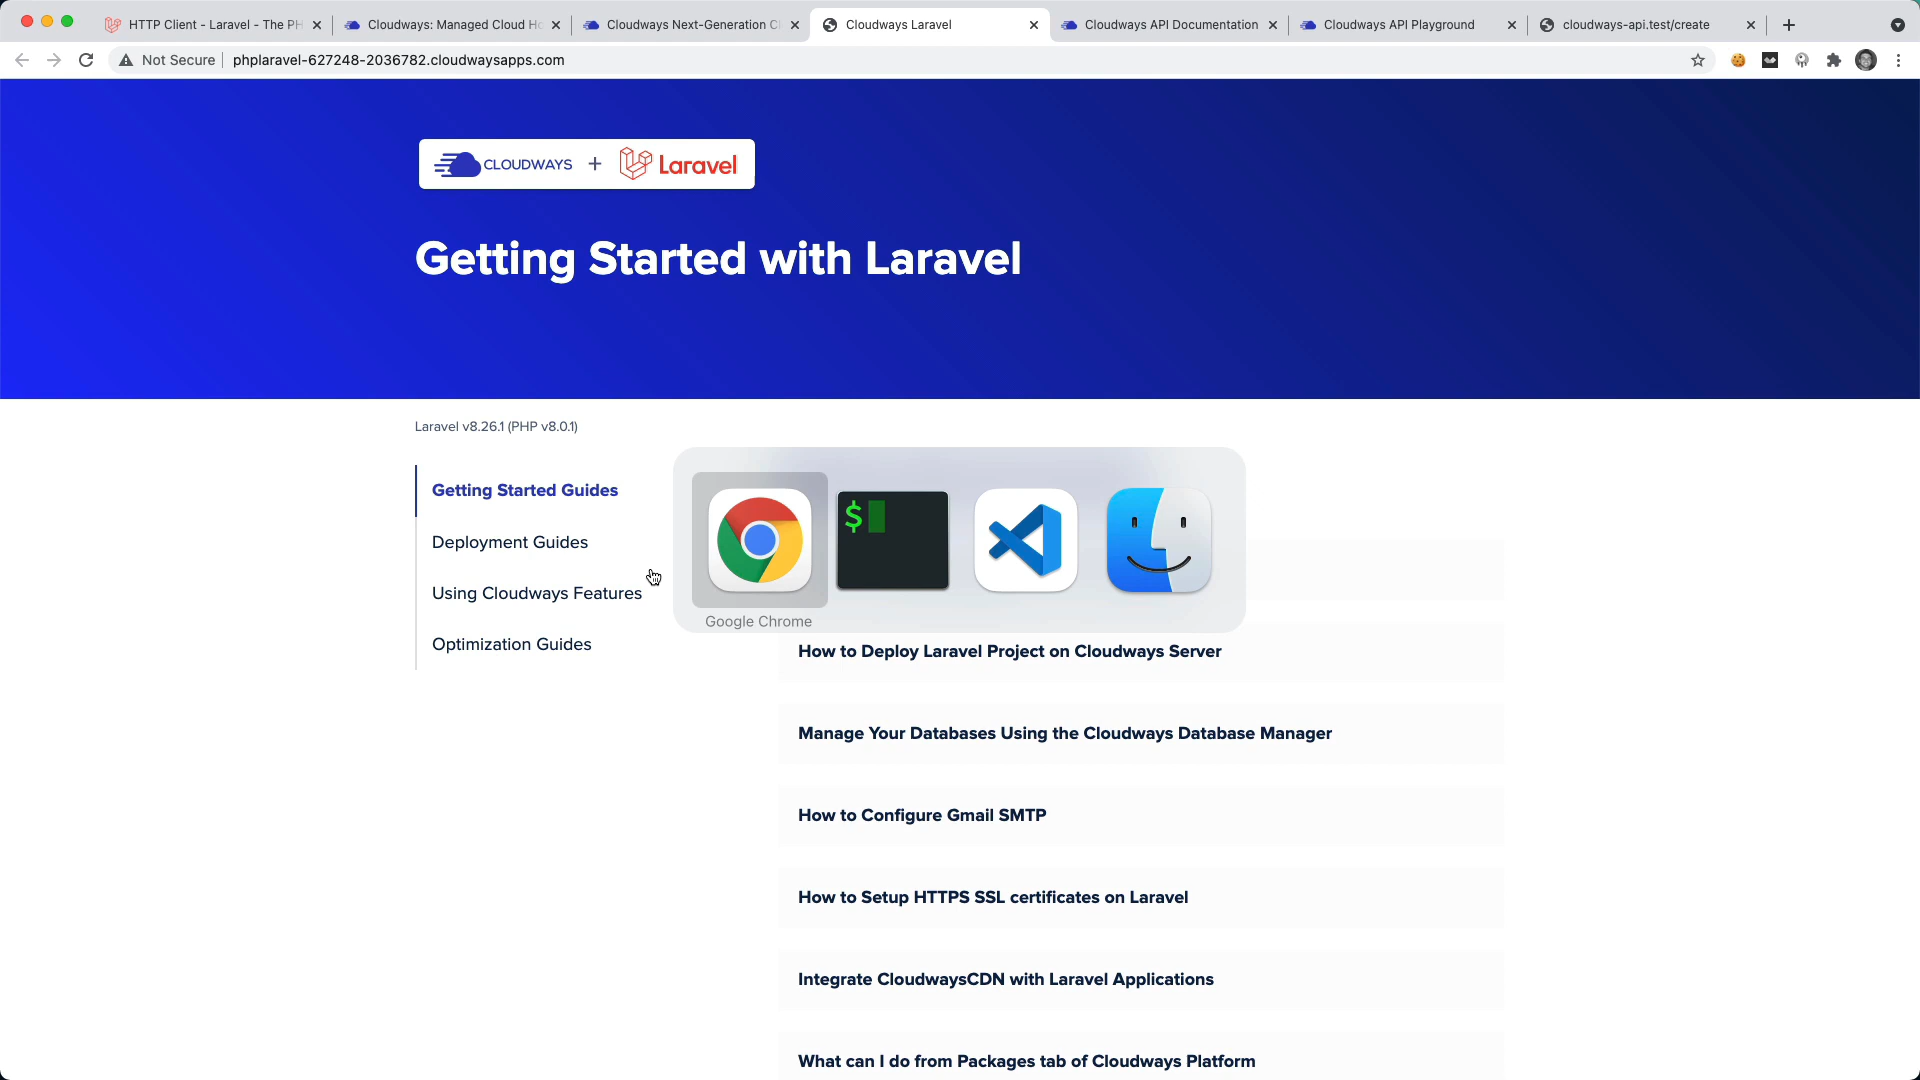 HTTP Client - Laravel - The PH
Cloudways: Managed Cloud Ho
Cloudways Next-Generation Cl
Cloudways Laravel
Cloudways API Documentation
Cloudways API Playground
cloudways-api.test/create
Not Secure
phplaravel-627248-2036782.cloudwaysapps.com
CLOUDWAYS + Laravel
Getting Started with Laravel
Laravel v8.26.1 (PHP v8.0.1)
Getting Started Guides
Deployment Guides
Using Cloudways Features
Optimization Guides
$
Google Chrome
How to Deploy Laravel Project on Cloudways Server
Manage Your Databases Using the Cloudways Database Manager
How to Configure Gmail SMTP
How to Setup HTTPS SSL certificates on Laravel
Integrate CloudwaysCDN with Laravel Applications
What can I do from Packages tab of Cloudways Platform